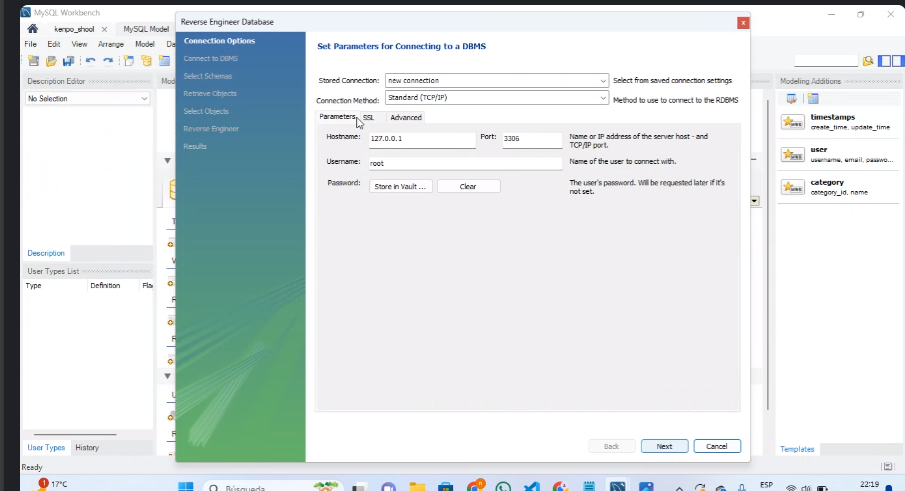 MySQL Workbench
Reverse Engineer Database
kenpo_shool
MySQL Model
File Edit View Arrange Model Da
Description Editor
No Selection
Description
User Types List
Type Definition Fla
User Types History
Ready
Connection Options
Connect to DBMS
Select Schemas
Retrieve Objects
Select Objects
Reverse Engineer
Results
Set Parameters for Connecting to a DBMS
Stored Connection: new connection Select from saved connection settings
Connection Method: Standard (TCP/IP) Method to use to connect to the RDBMS
Parameters SSL Advanced
Hostname: 127.0.0.1 Port: 3306 Name or IP address of the server host - and
TCP/IP port.
Username: root Name of the user to connect with.
Password: Store in Vault ... Clear The user's password. Will be requested later if it's
not set.
Back Next Cancel
Modeling Additions
timestamps
create_time, update_time
user
username, email, passwo...
category
category_id, name
Templates
1 17°C
Búsqueda
ESP
22:19